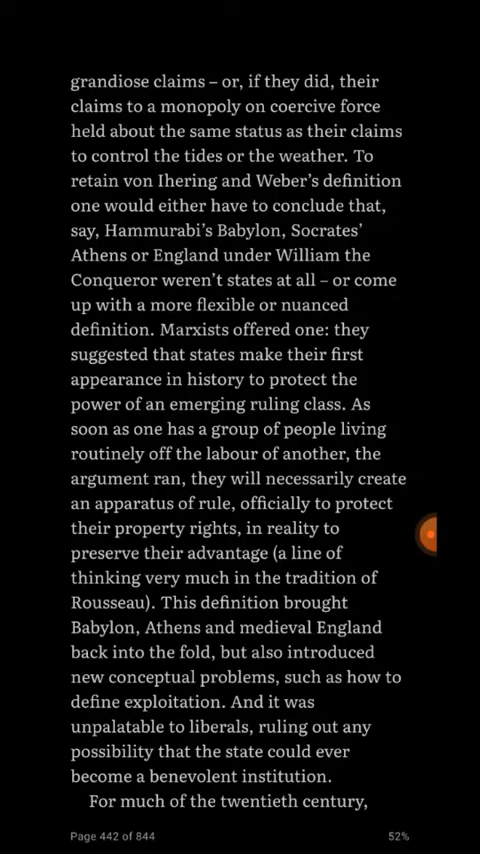 grandiose claims – or, if they did, their
claims to a monopoly on coercive force
held about the same status as their claims
to control the tides or the weather. To
retain von Ihering and Weber’s definition
one would either have to conclude that,
say, Hammurabi’s Babylon, Socrates’
Athens or England under William the
Conqueror weren’t states at all – or come
up with a more flexible or nuanced
definition. Marxists offered one: they
suggested that states make their first
appearance in history to protect the
power of an emerging ruling class. As
soon as one has a group of people living
routinely off the labour of another, the
argument ran, they will necessarily create
an apparatus of rule, officially to protect
their property rights, in reality to
preserve their advantage (a line of
thinking very much in the tradition of
Rousseau). This definition brought
Babylon, Athens and medieval England
back into the fold, but also introduced
new conceptual problems, such as how to
define exploitation. And it was
unpalatable to liberals, ruling out any
possibility that the state could ever
become a benevolent institution.
For much of the twentieth century,
Page 442 of 844 52%